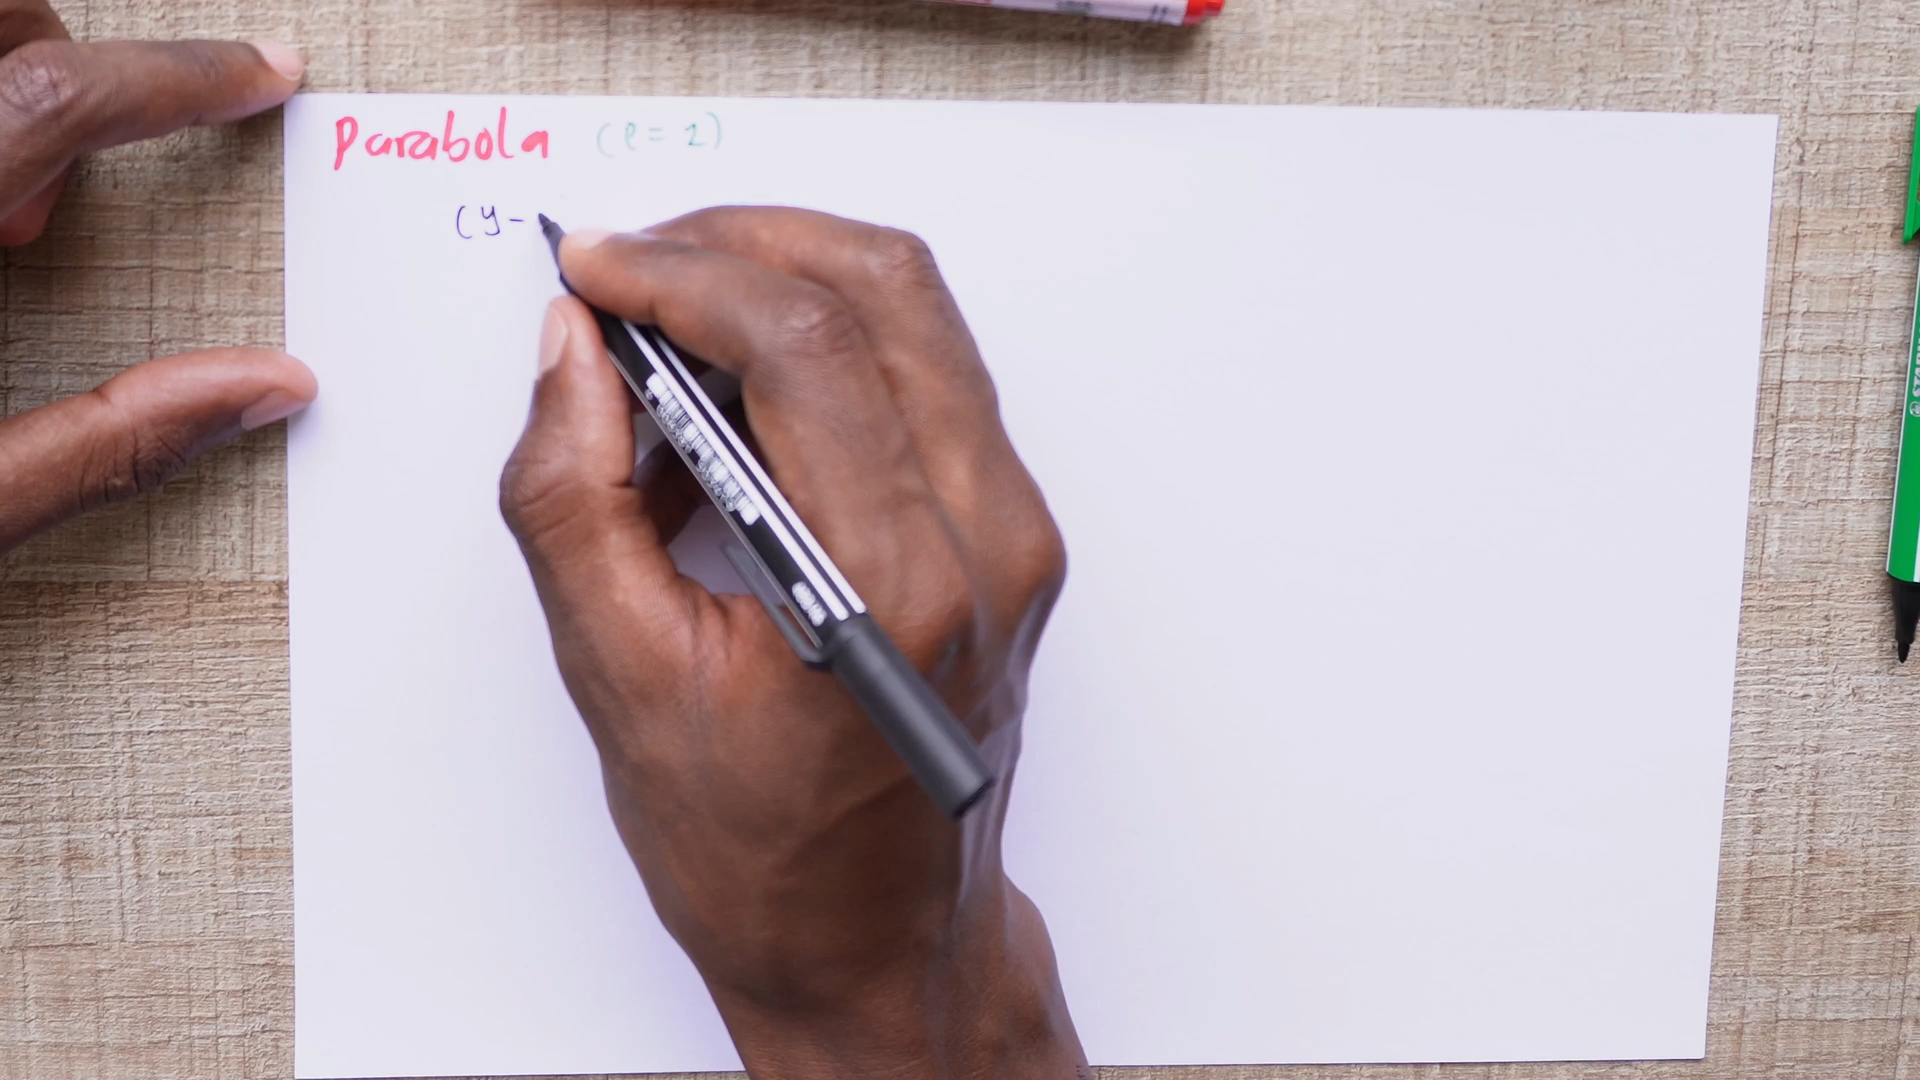 Parabola (e = 1)
(y -